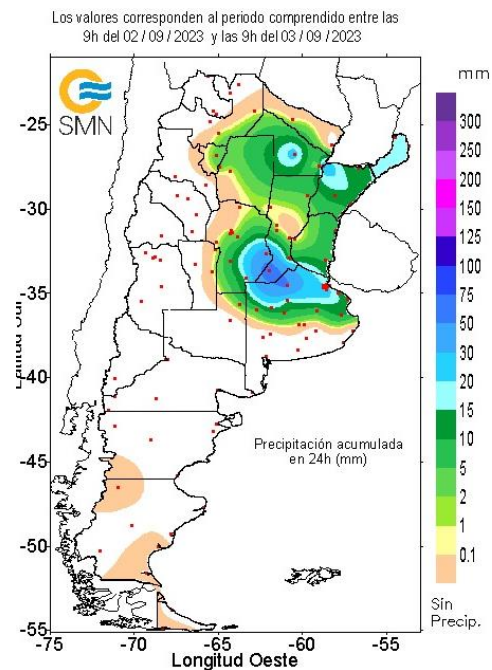 Los valores corresponden al periodo comprendido entre las
9h del 02 / 09 / 2023 y las 9h del 03 / 09 / 2023
SMN
mm
300
250
200
150
125
100
75
50
30
20
15
10
5
2
1
0.1
Sin
Precip.
-25
-30
-35
-40
-45
-50
-55
Precipitación acumulada
en 24h (mm)
-75 -70 -65 -60 -55
Longitud Oeste